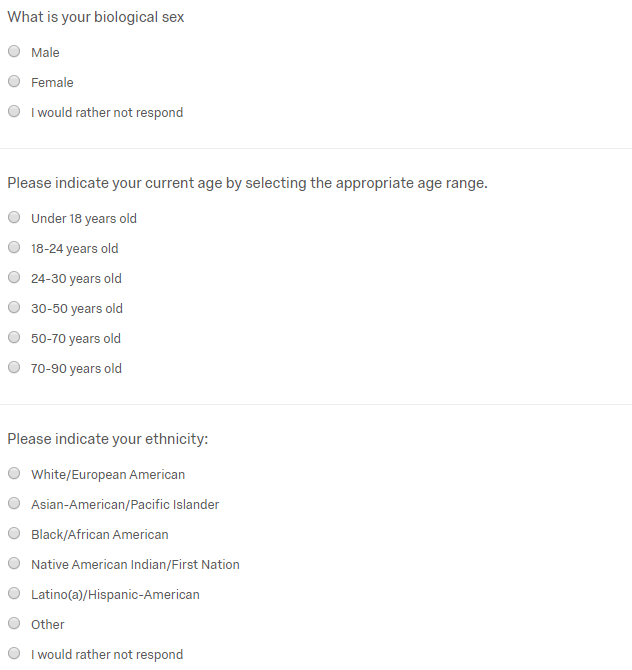 What is your biological sex
Male
Female
I would rather not respond
Please indicate your current age by selecting the appropriate age range.
Under 18 years old
18-24 years old
24-30 years old
30-50 years old
50-70 years old
70-90 years old
Please indicate your ethnicity:
White/European American
Asian-American/Pacific Islander
Black/African American
Native American Indian/First Nation
Latino(a)/Hispanic-American
Other
I would rather not respond